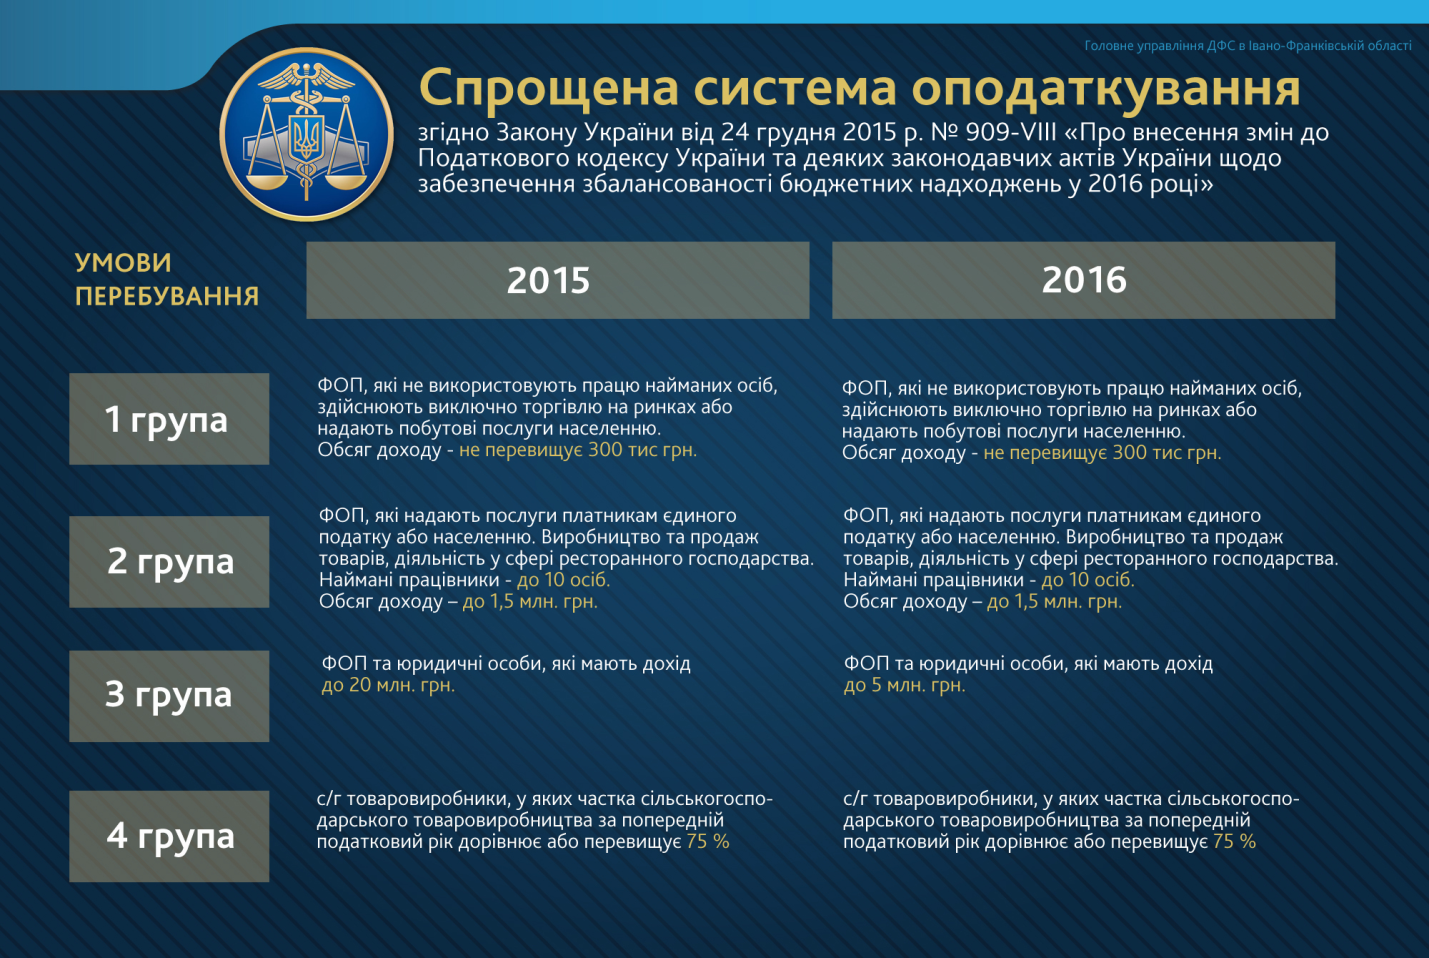 Головне управління ДФС в Івано-Франківській області
Спрощена система оподаткування
згідно Закону України від 24 грудня 2015 р. № 909-VIII «Про внесення змін до
Податкового кодексу України та деяких законодавчих актів України щодо
забезпечення збалансованості бюджетних надходжень у 2016 році»
УМОВИ
ПЕРЕБУВАННЯ
2015
2016
1 група
ФОП, які не використовують працю найманих осіб,
здійснюють виключно торгівлю на ринках або
надають побутові послуги населенню.
Обсяг доходу - не перевищує 300 тис грн.
ФОП, які не використовують працю найманих осіб,
здійснюють виключно торгівлю на ринках або
надають побутові послуги населенню.
Обсяг доходу - не перевищує 300 тис грн.
2 група
ФОП, які надають послуги платникам єдиного
податку або населенню. Виробництво та продаж
товарів, діяльність у сфері ресторанного господарства.
Наймані працівники - до 10 осіб.
Обсяг доходу – до 1,5 млн. грн.
ФОП, які надають послуги платникам єдиного
податку або населенню. Виробництво та продаж
товарів, діяльність у сфері ресторанного господарства.
Наймані працівники - до 10 осіб.
Обсяг доходу – до 1,5 млн. грн.
3 група
ФОП та юридичні особи, які мають дохід
до 20 млн. грн.
ФОП та юридичні особи, які мають дохід
до 5 млн. грн.
4 група
с/г товаровиробники, у яких частка сільськогоспо-
дарського товаровиробництва за попередній
податковий рік дорівнює або перевищує 75 %
с/г товаровиробники, у яких частка сільськогоспо-
дарського товаровиробництва за попередній
податковий рік дорівнює або перевищує 75 %